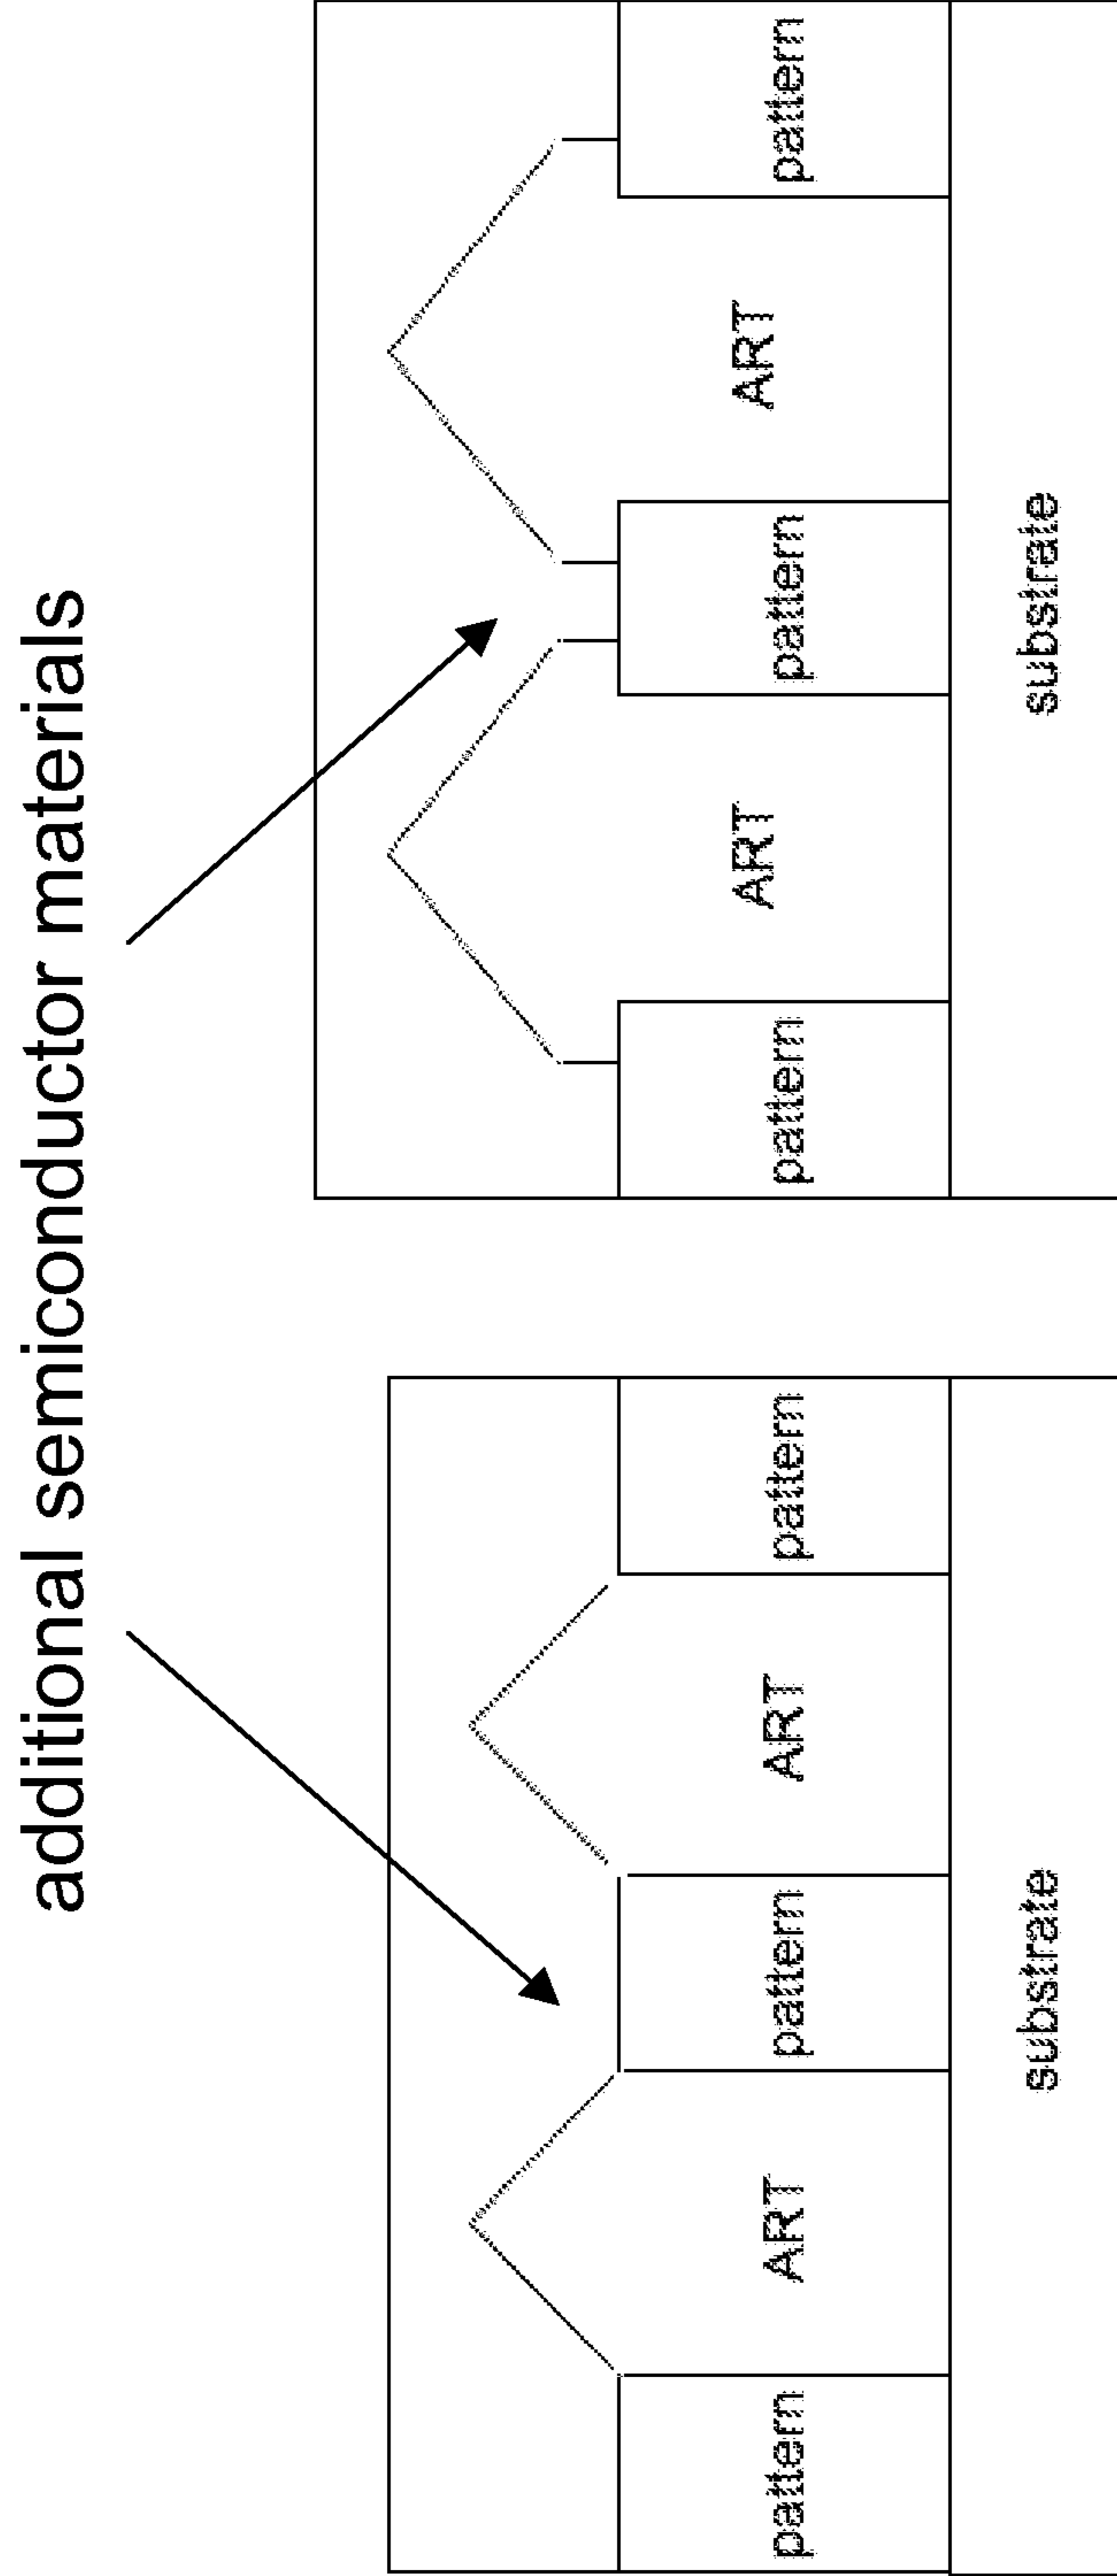 additional semiconductor materials
pattern ART pattern ART pattern
substrate
pattern ART pattern ART pattern
substrate